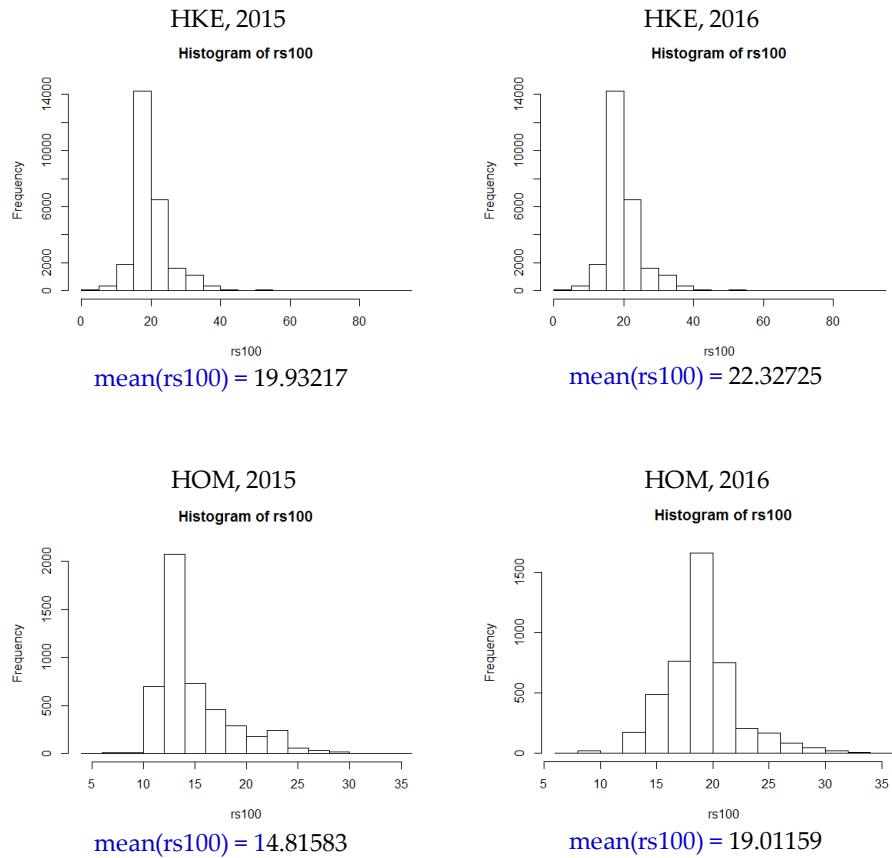 HKE, 2015
Histogram of rs100
Frequency
0 2000 6000 10000 14000
0 20 40 60 80
rs100
mean(rs100) = 19.93217
HKE, 2016
Histogram of rs100
Frequency
0 2000 6000 10000 14000
0 20 40 60 80
rs100
mean(rs100) = 22.32725
HOM, 2015
Histogram of rs100
Frequency
0 500 1000 1500 2000
5 10 15 20 25 30 35
rs100
mean(rs100) = 14.81583
HOM, 2016
Histogram of rs100
Frequency
0 500 1000 1500
5 10 15 20 25 30 35
rs100
mean(rs100) = 19.01159